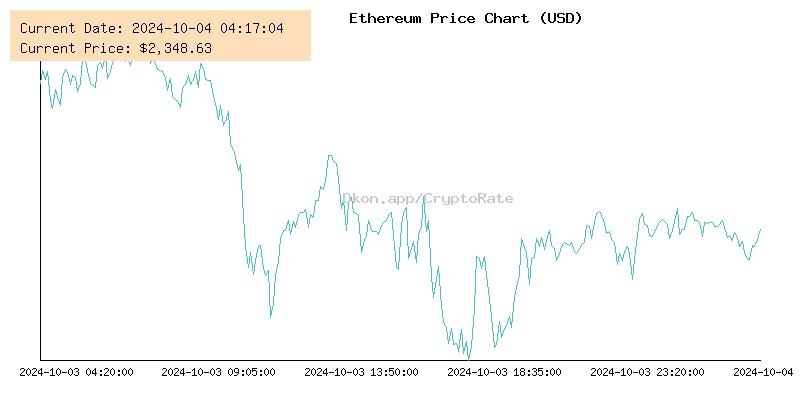 Ethereum Price Chart (USD)
Current Date: 2024-10-04 04:17:04
Current Price: $2,348.63
Dkon.app/CryptoRate
2024-10-03 04:20:00 2024-10-03 09:05:00 2024-10-03 13:50:00 2024-10-03 18:35:00 2024-10-03 23:20:00 2024-10-04